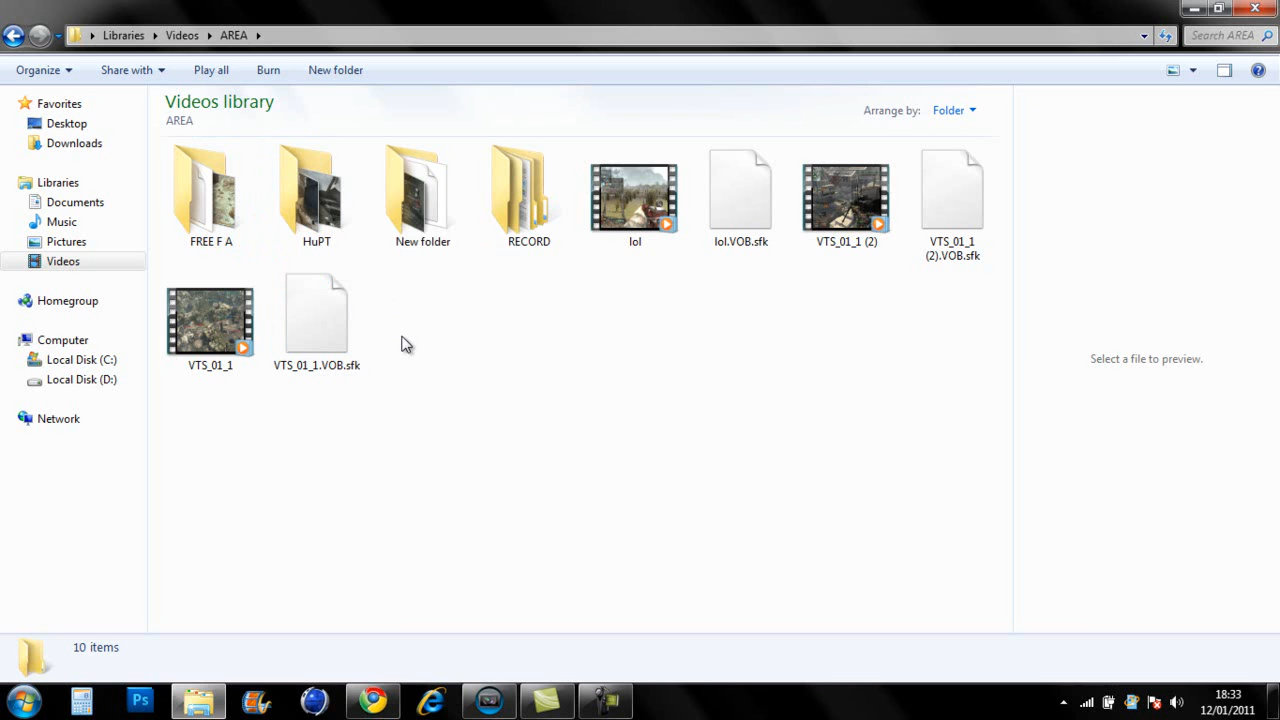 Libraries Videos AREA
Search AREA
Organize Share with Play all Burn New folder
Favorites
Desktop
Downloads
Libraries
Documents
Music
Pictures
Videos
Homegroup
Computer
Local Disk (C:)
Local Disk (D:)
Network
Videos library
AREA
Arrange by: Folder
FREE F A
HuPT
New folder
RECORD
lol
lol.VOB.sfk
VTS_01_1 (2)
VTS_01_1
(2).VOB.sfk
VTS_01_1
VTS_01_1.VOB.sfk
Select a file to preview.
10 items
Ps
18:33
12/01/2011